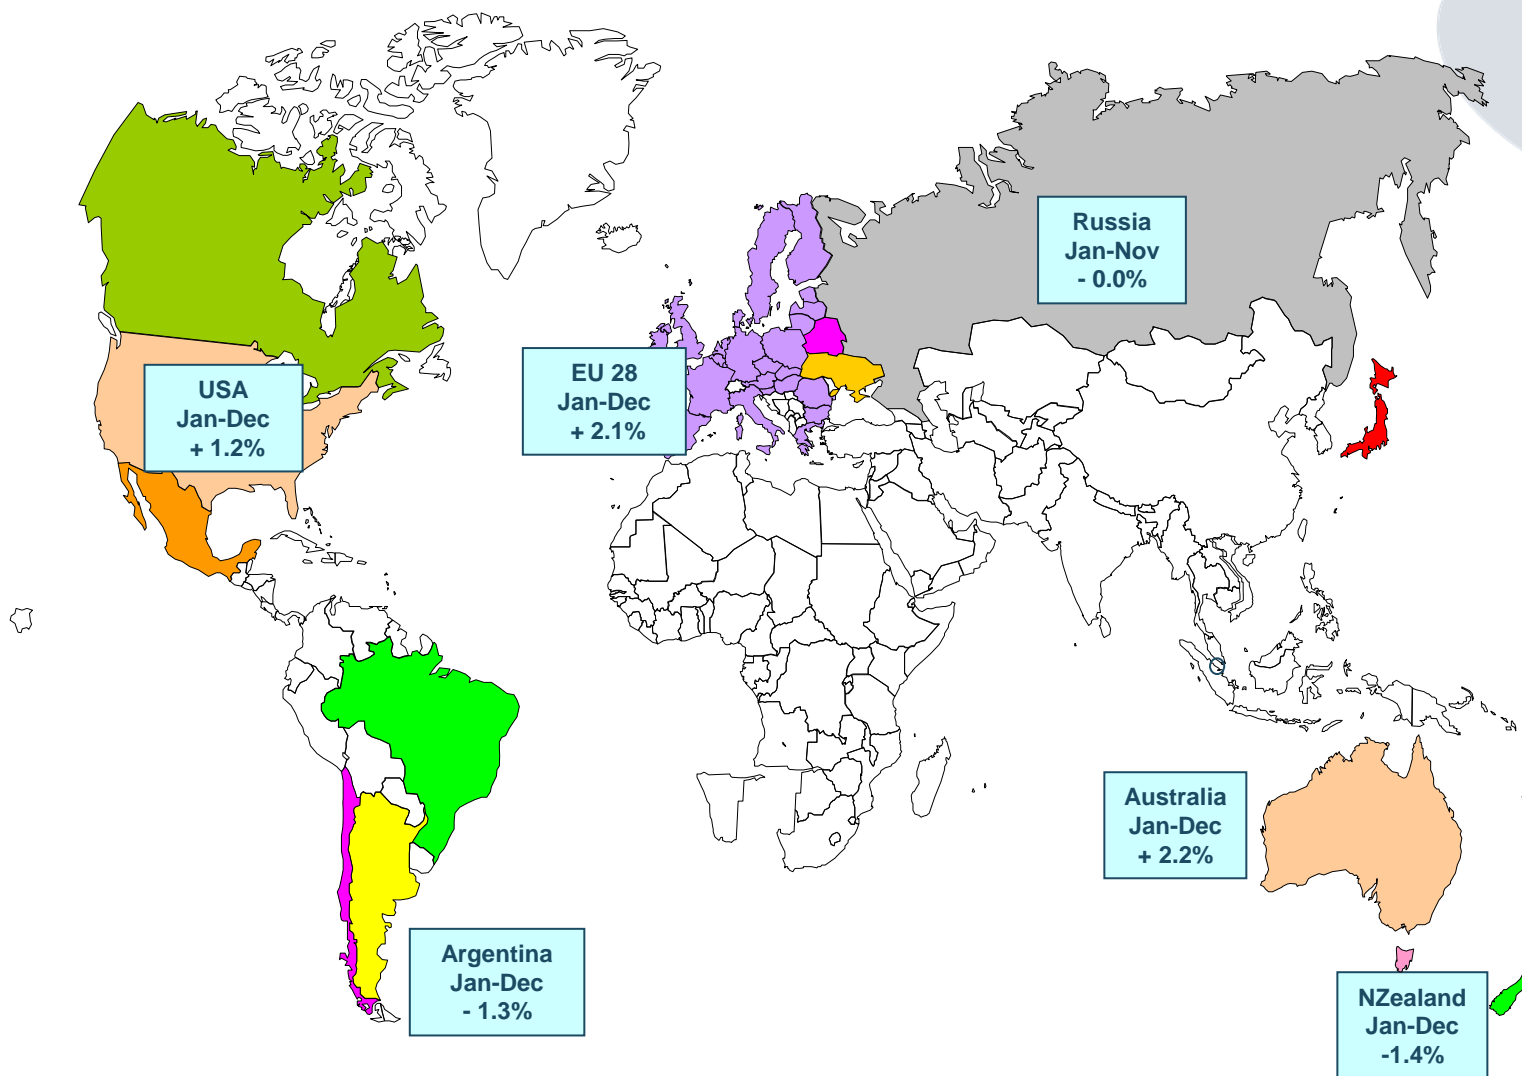 Russia
Jan-Nov
- 0.0%
EU 28
Jan-Dec
+ 2.1%
USA
Jan-Dec
+ 1.2%
Australia
Jan-Dec
+ 2.2%
Argentina
Jan-Dec
- 1.3%
NZealand
Jan-Dec
-1.4%